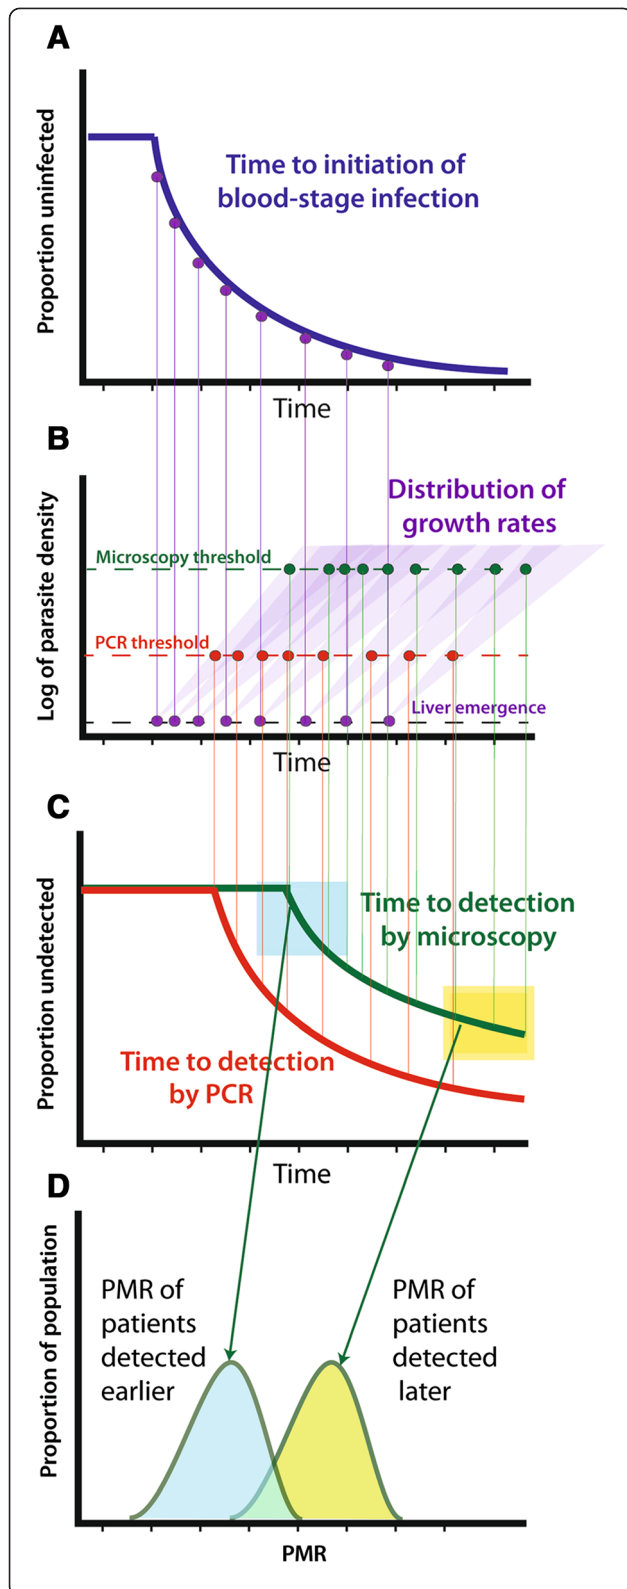 A
Proportion uninfected
Time to initiation of
blood-stage infection
Time
B
Log of parasite density
Distribution of
growth rates
Microscopy threshold
PCR threshold
Liver emergence
Time
C
Proportion undetected
Time to detection
by microscopy
Time to detection
by PCR
Time
D
Proportion of population
PMR of
patients
detected
earlier
PMR of
patients
detected
later
PMR